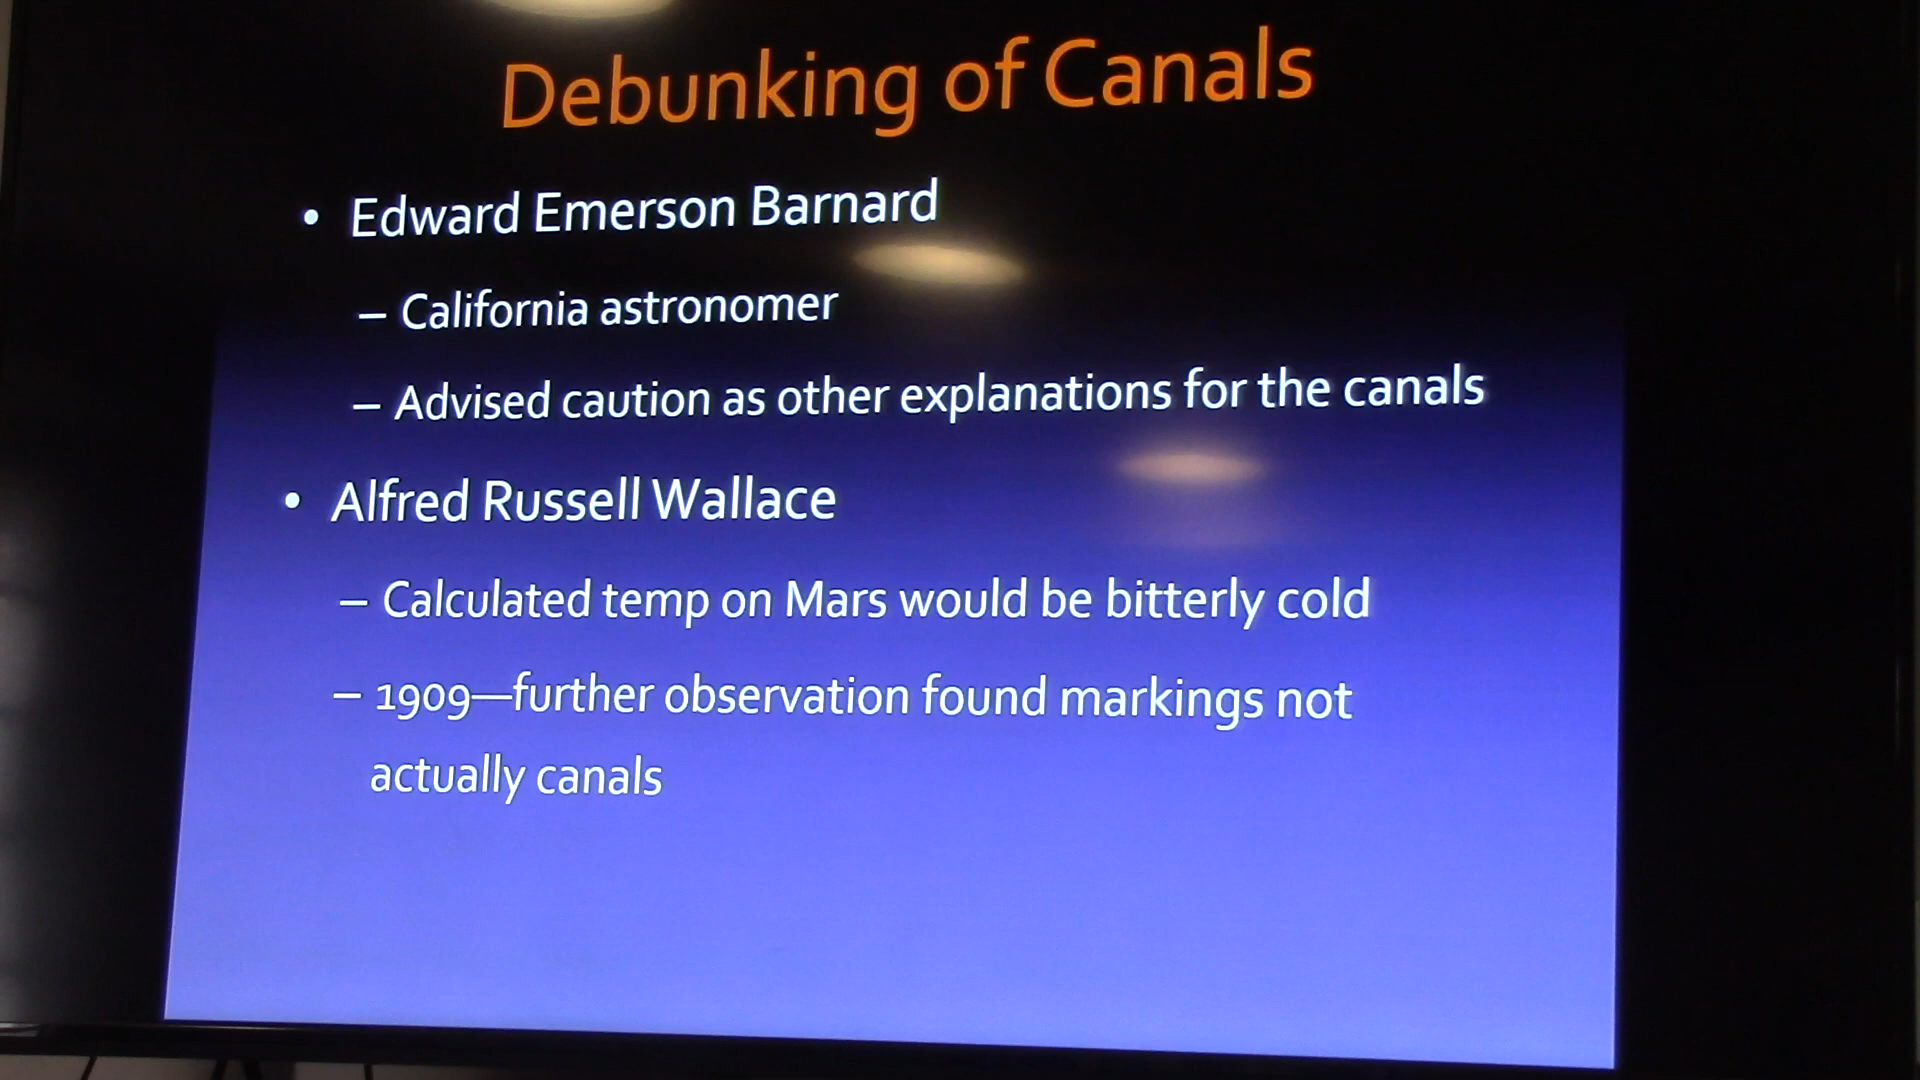 Debunking of Canals
• Edward Emerson Barnard
– California astronomer
– Advised caution as other explanations for the canals
• Alfred Russell Wallace
– Calculated temp on Mars would be bitterly cold
– 1909—further observation found markings not
actually canals